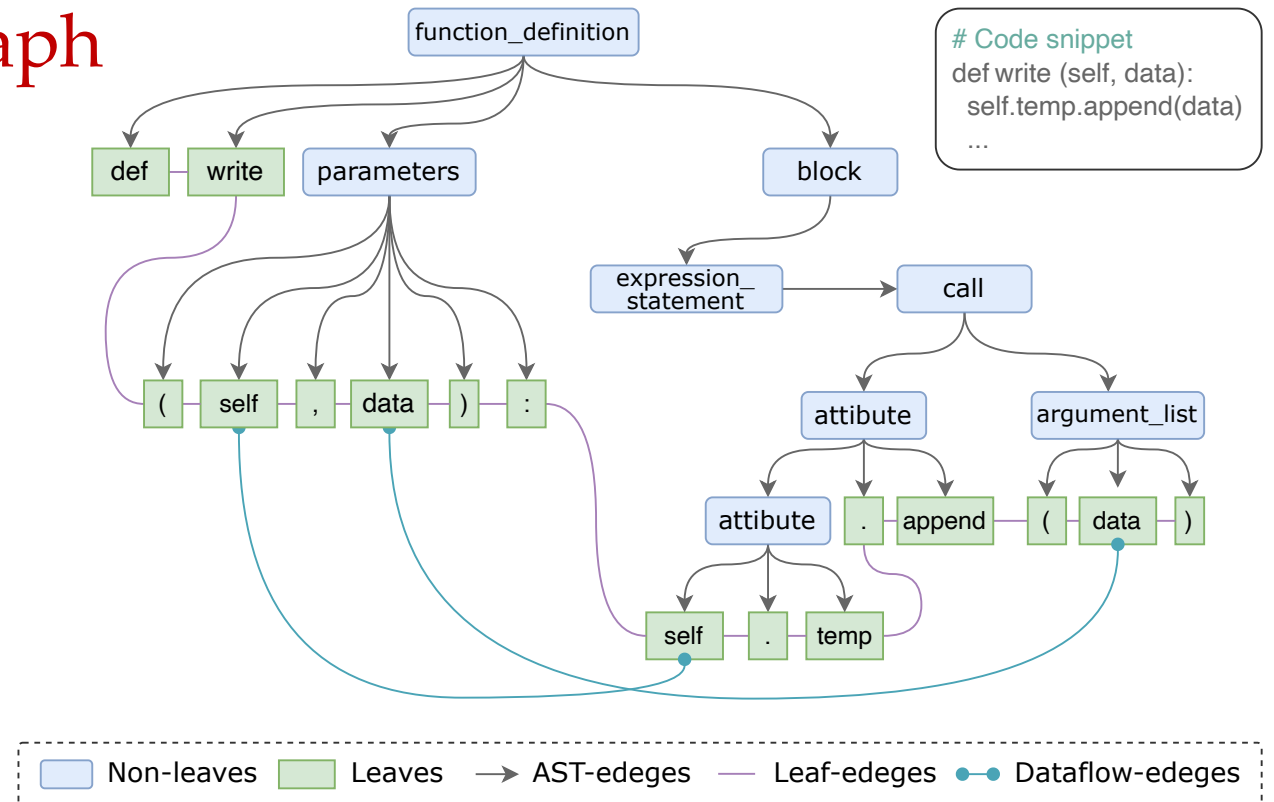 aph
function_definition
# Code snippet
def write (self, data):
self.temp.append(data)
...
def write parameters block
expression_
statement
call
( self , data ) :
attibute argument_list
attibute . append ( data )
self . temp
Non-leaves Leaves AST-edeges Leaf-edeges Dataflow-edeges